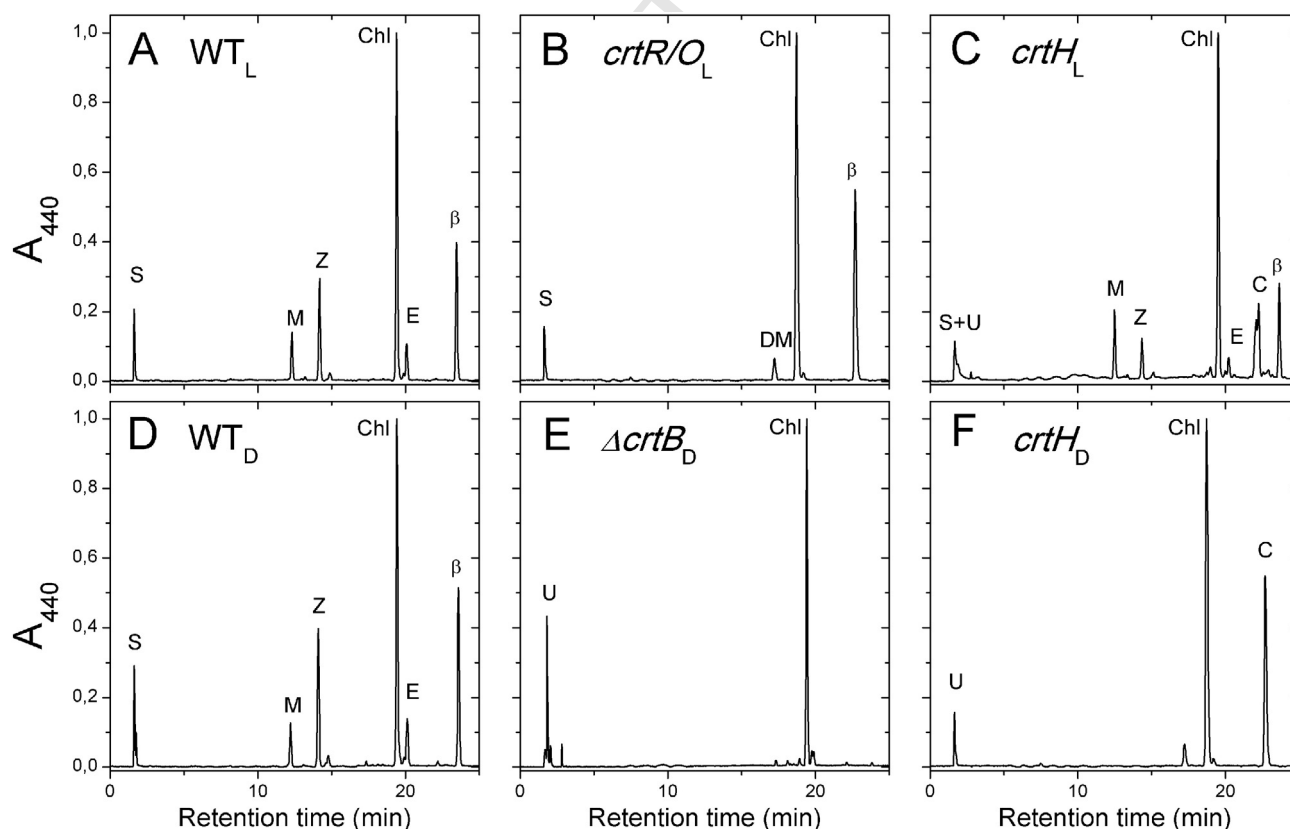 A WT_L
S
M
Z
Chl
E
β
B crtR/O_L
S
DM
Chl
β
C crtH_L
S+U
M
Z
Chl
E
C
β
A_440
1,0
0,8
0,6
0,4
0,2
0,0
D WT_D
S
M
Z
Chl
E
β
E ΔcrtB_D
U
Chl
F crtH_D
U
Chl
C
A_440
1,0
0,8
0,6
0,4
0,2
0,0
0 10 20
0 10 20
0 10 20
Retention time (min)
Retention time (min)
Retention time (min)